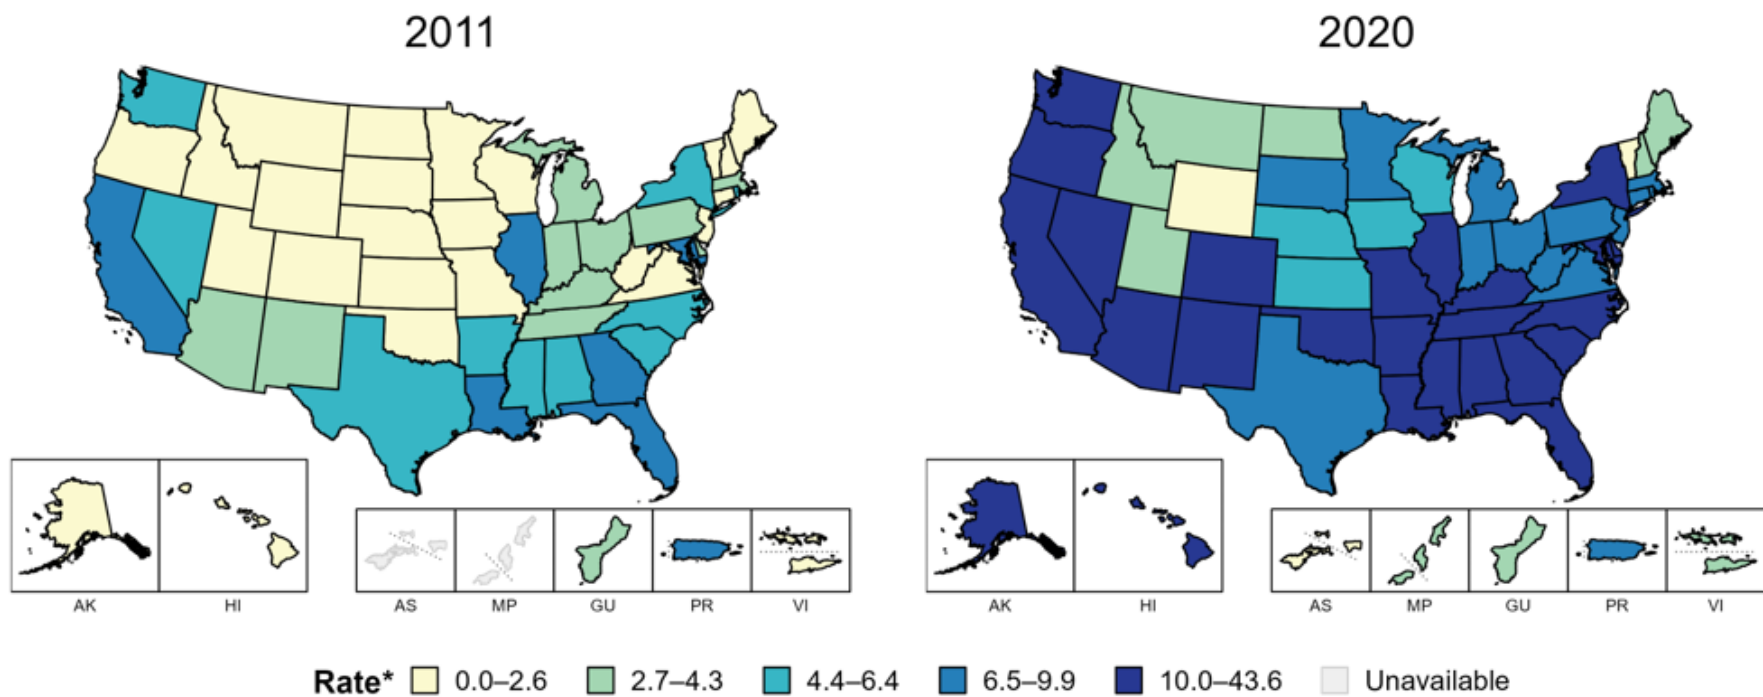 2011
2020
AK
HI
AS
MP
GU
PR
VI
AK
HI
AS
MP
GU
PR
VI
Rate* 0.0–2.6 2.7–4.3 4.4–6.4 6.5–9.9 10.0–43.6 Unavailable